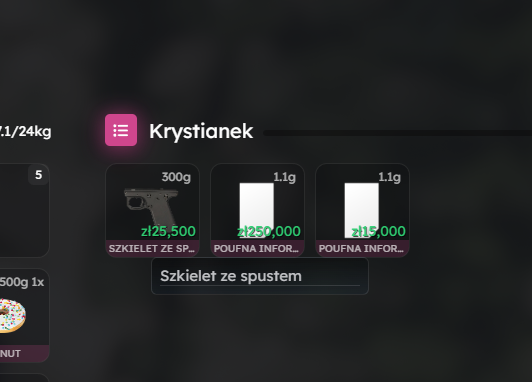 7.1/24kg
Krystianek
5
300g
1.1g
1.1g
zł25,500
zł250,000
zł15,000
SZKIELET ZE SP...
POUFNA INFOR...
POUFNA INFOR...
Szkielet ze spustem
500g 1x
NUT